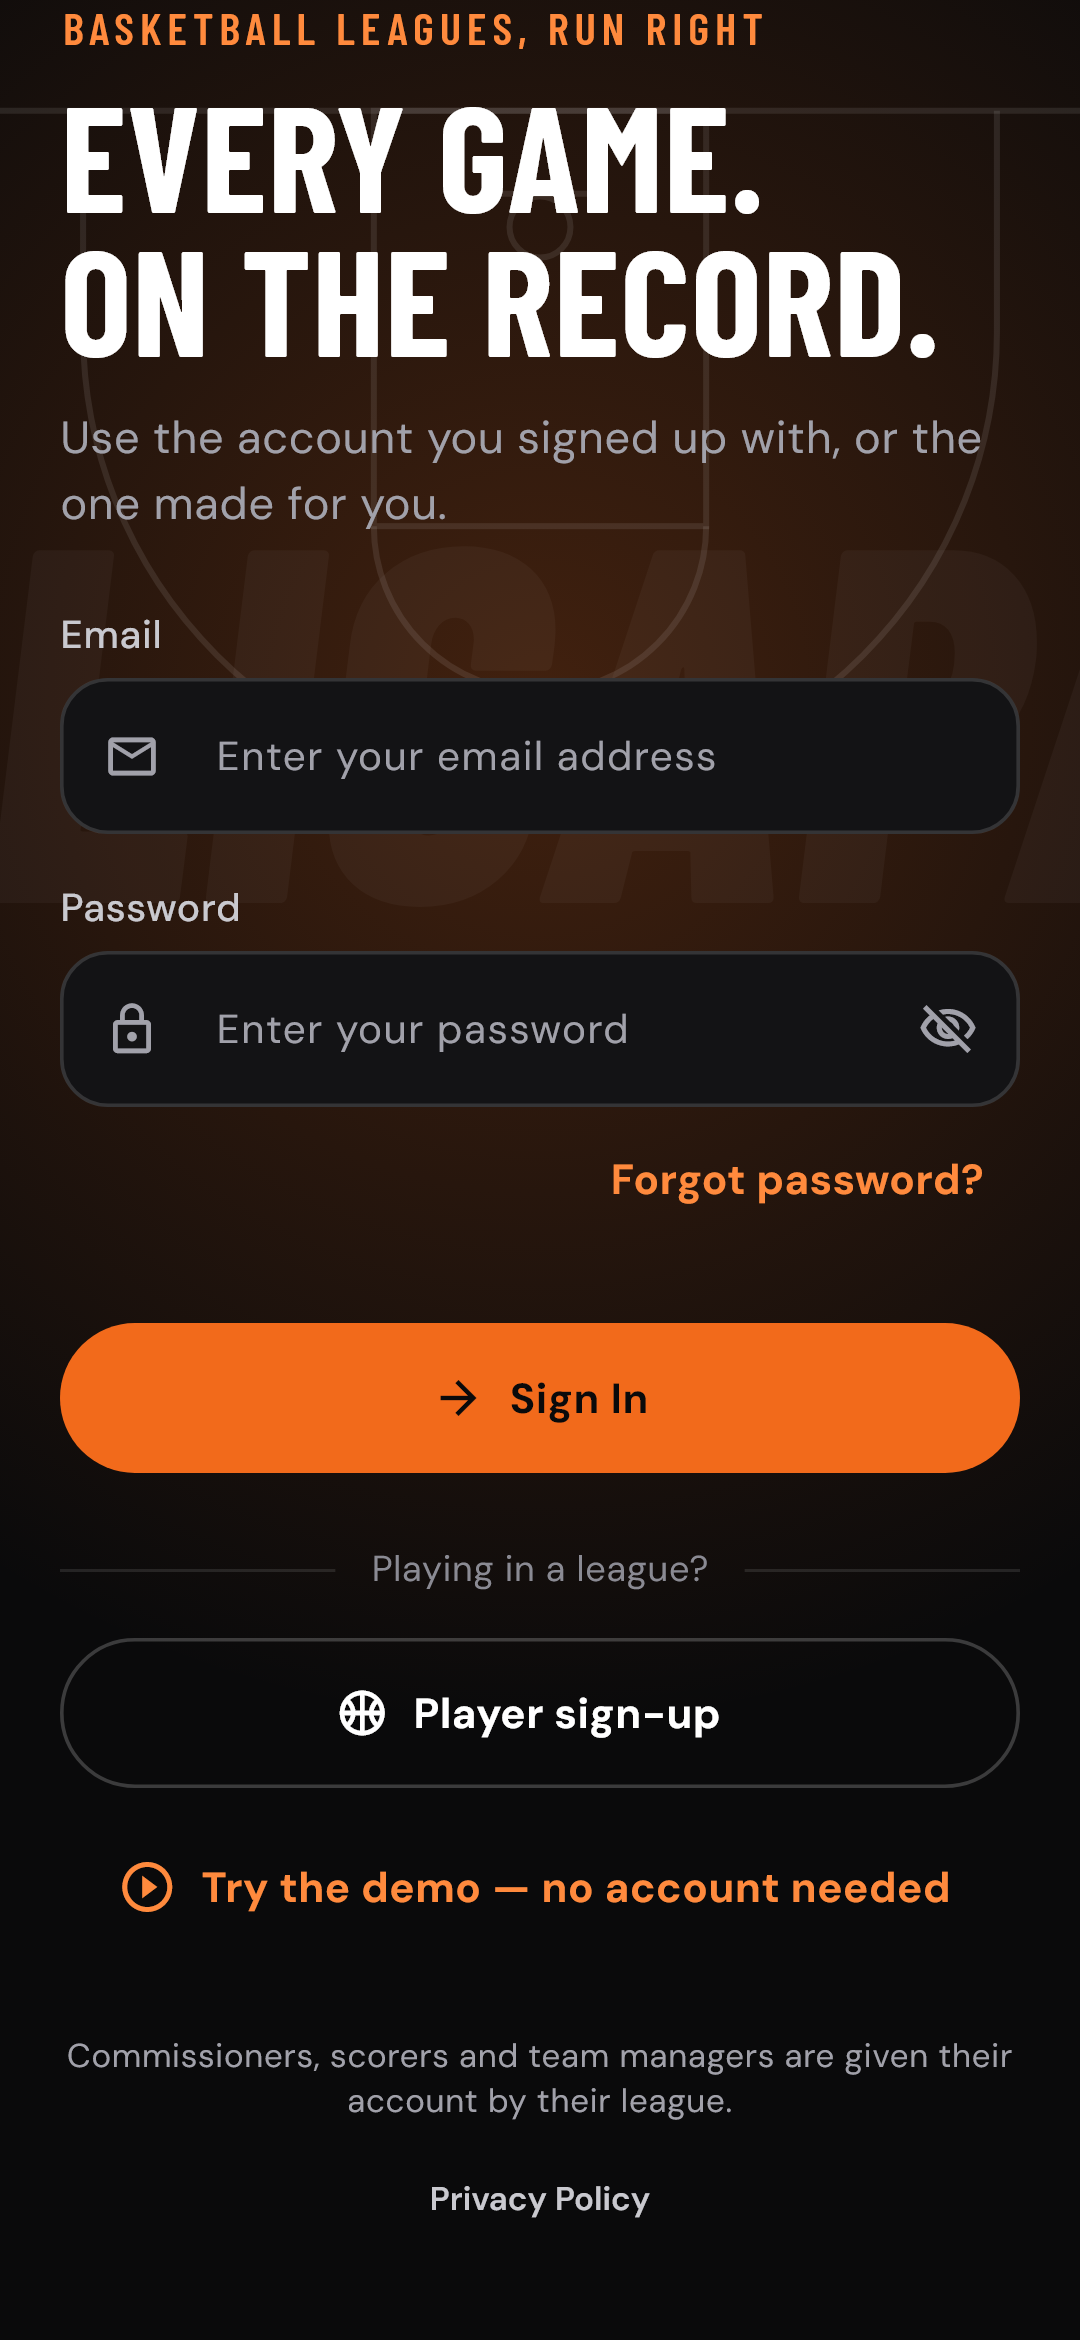 BASKETBALL LEAGUES, RUN RIGHT
EVERY GAME.
ON THE RECORD.
Use the account you signed up with, or the
one made for you.
Email
Enter your email address
Password
Enter your password
Forgot password?
Sign In
Playing in a league?
Player sign-up
Try the demo — no account needed
Commissioners, scorers and team managers are given their
account by their league.
Privacy Policy